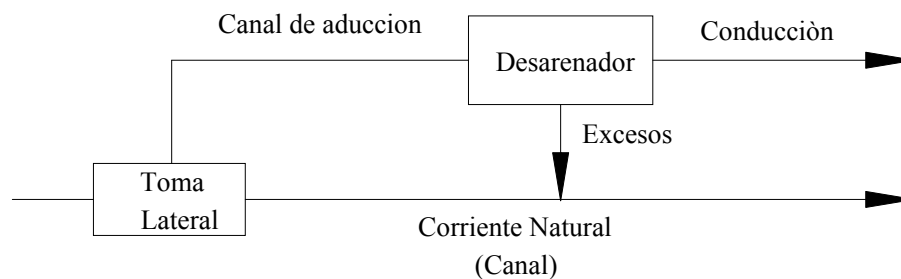 Canal de aduccion
Conducciòn
Desarenador
Excesos
Toma
Lateral
Corriente Natural
(Canal)